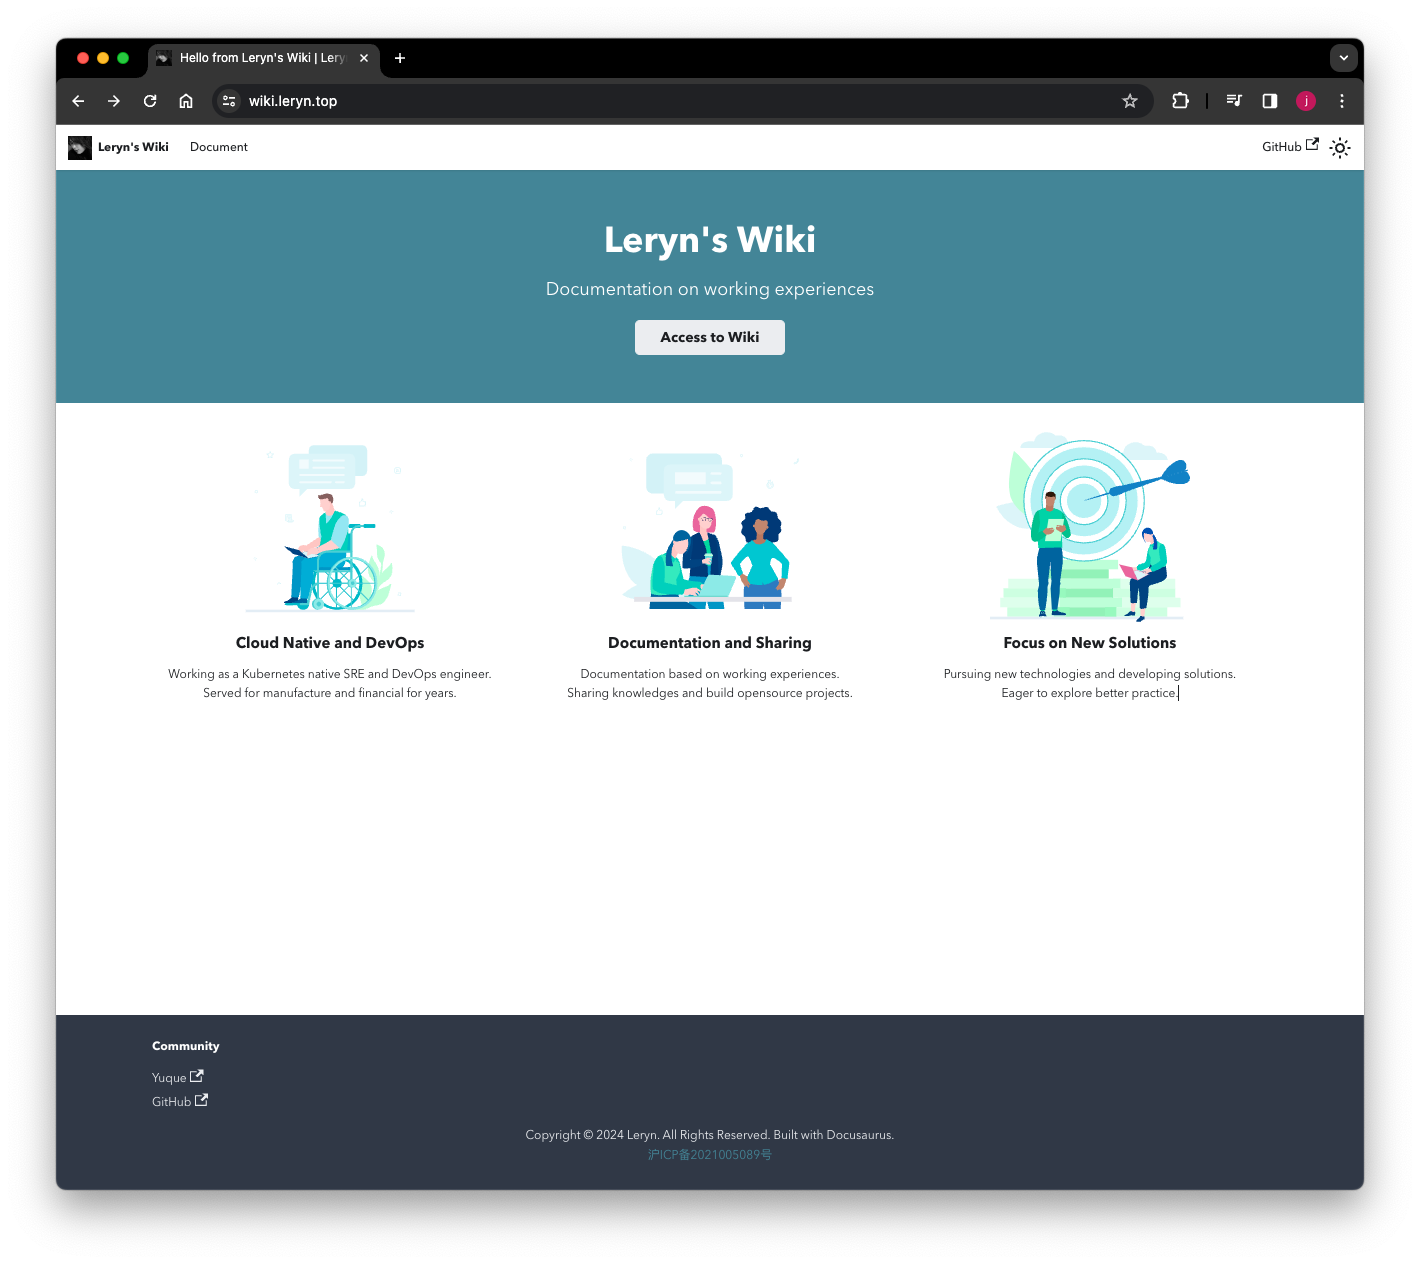 Hello from Leryn's Wiki | Lery
wiki.leryn.top
j
Leryn's Wiki
Document
GitHub
Leryn's Wiki
Documentation on working experiences
Access to Wiki
Cloud Native and DevOps
Working as a Kubernetes native SRE and DevOps engineer.
Served for manufacture and financial for years.
Documentation and Sharing
Documentation based on working experiences.
Sharing knowledges and build opensource projects.
Focus on New Solutions
Pursuing new technologies and developing solutions.
Eager to explore better practice.
Community
Yuque
GitHub
Copyright © 2024 Leryn. All Rights Reserved. Built with Docusaurus.
沪ICP备2021005089号